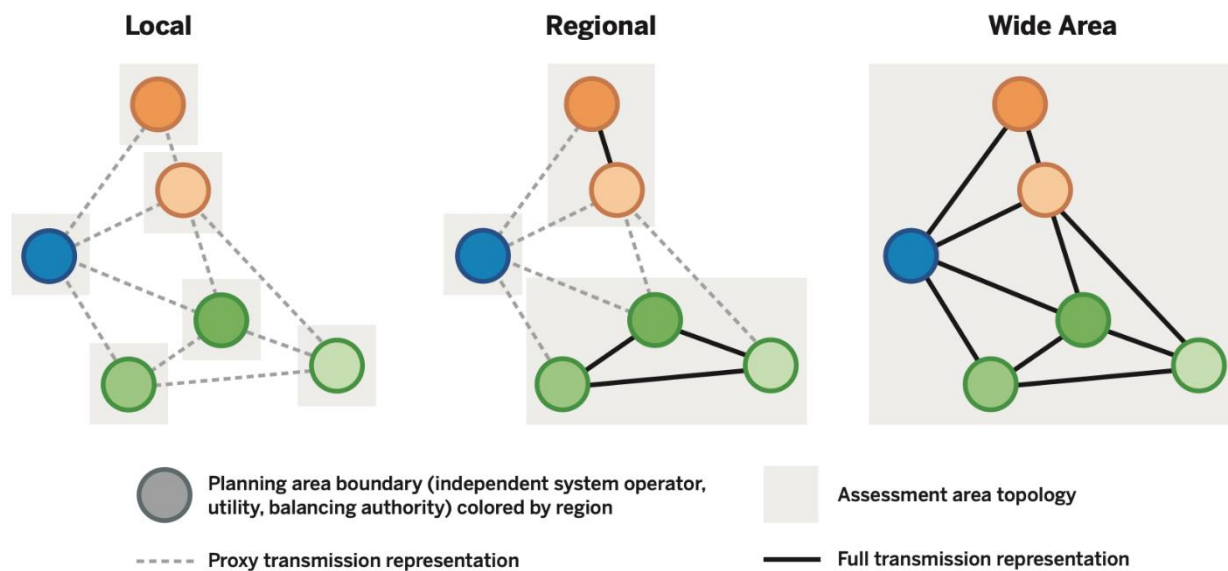 Local
Regional
Wide Area
Planning area boundary (independent system operator,
utility, balancing authority) colored by region
Assessment area topology
Proxy transmission representation
Full transmission representation